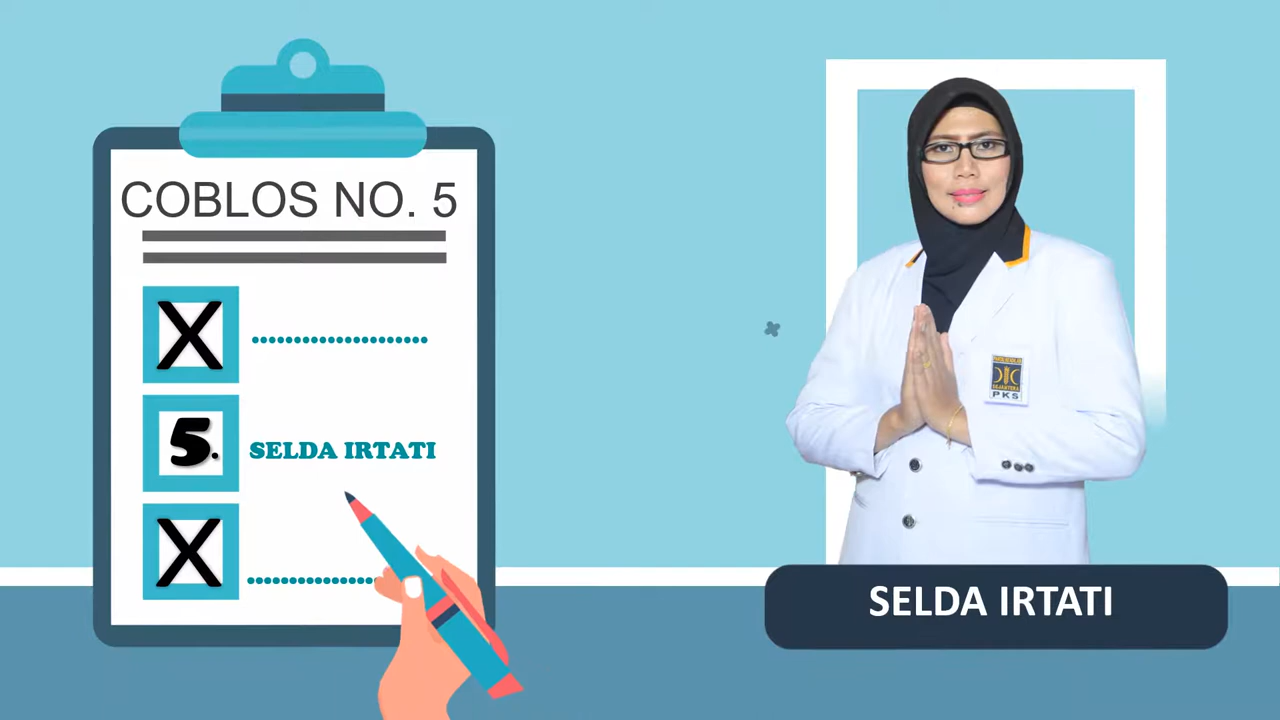 COBLOS NO. 5
X
5. SELDA IRTATI
X
PKS
SELDA IRTATI